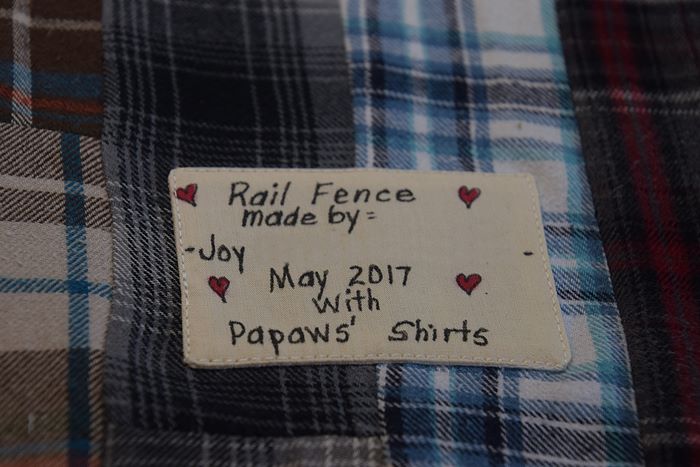 Rail Fence
made by=
-Joy -
May 2017
with
Papaws' Shirts